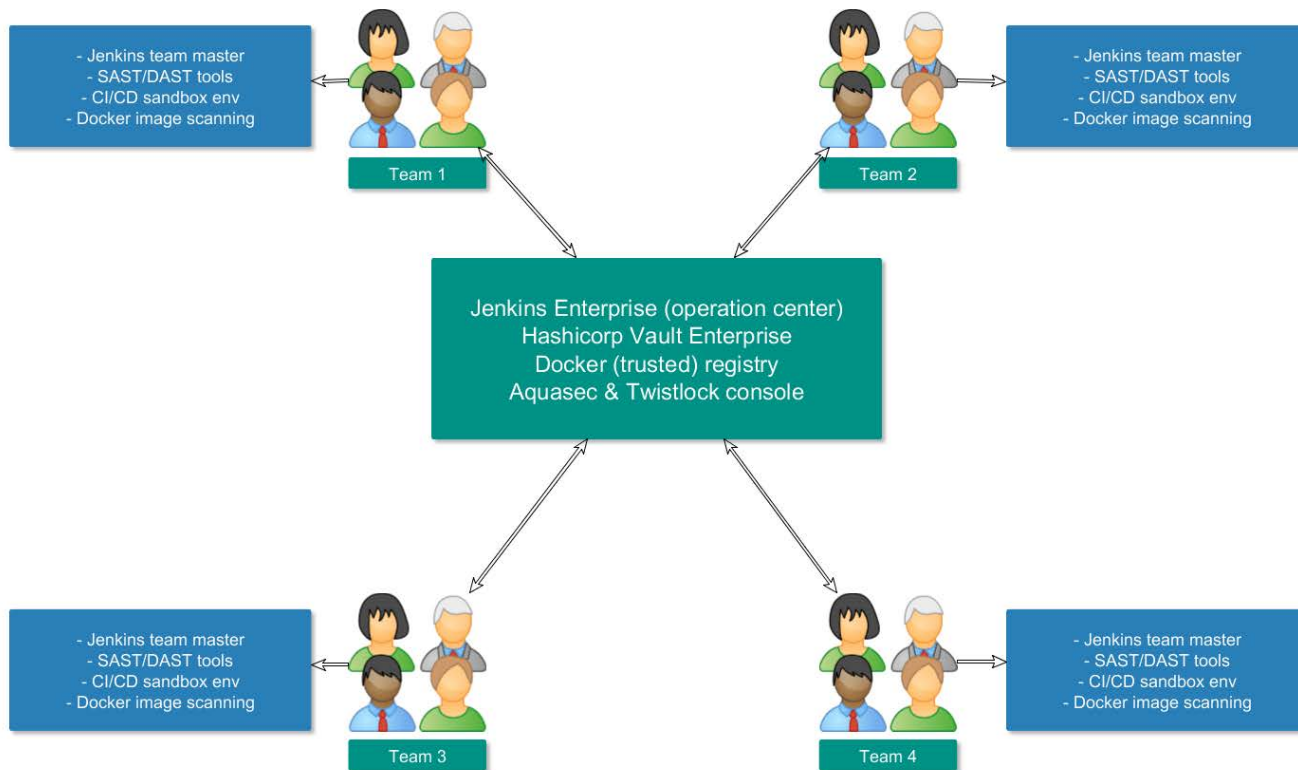 - Jenkins team master
- SAST/DAST tools
- CI/CD sandbox env
- Docker image scanning
Team 1
- Jenkins team master
- SAST/DAST tools
- CI/CD sandbox env
- Docker image scanning
Team 2
Jenkins Enterprise (operation center)
Hashicorp Vault Enterprise
Docker (trusted) registry
Aquasec & Twistlock console
- Jenkins team master
- SAST/DAST tools
- CI/CD sandbox env
- Docker image scanning
Team 3
- Jenkins team master
- SAST/DAST tools
- CI/CD sandbox env
- Docker image scanning
Team 4